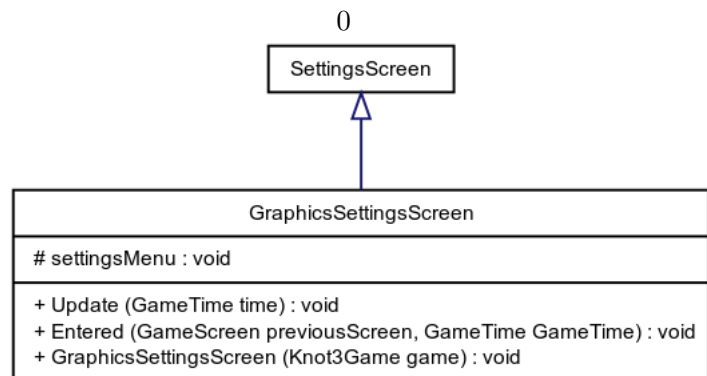 0
SettingsScreen
GraphicsSettingsScreen
# settingsMenu : void
+ Update (GameTime time) : void
+ Entered (GameScreen previousScreen, GameTime GameTime) : void
+ GraphicsSettingsScreen (Knot3Game game) : void